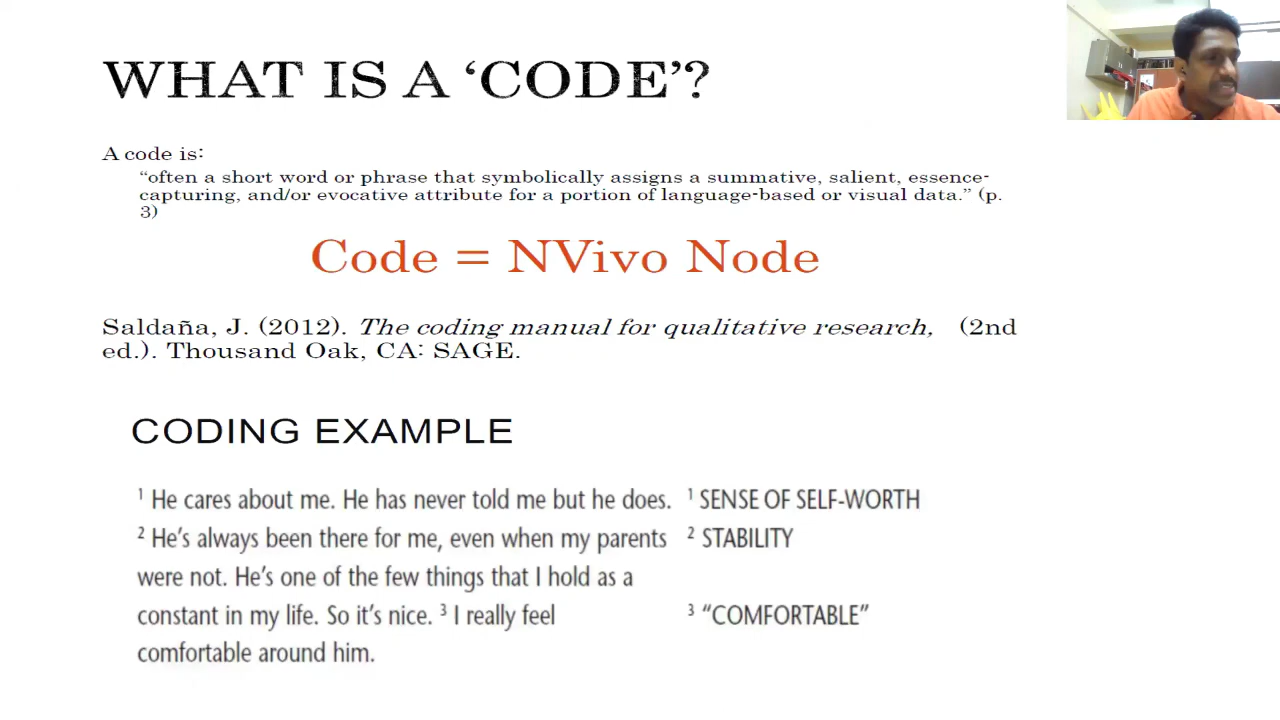 WHAT IS A ‘CODE’?
A code is:
“often a short word or phrase that symbolically assigns a summative, salient, essence-
capturing, and/or evocative attribute for a portion of language-based or visual data.” (p.
3)
Code = NVivo Node
Saldaña, J. (2012). The coding manual for qualitative research, (2nd
ed.). Thousand Oak, CA: SAGE.
CODING EXAMPLE
¹ He cares about me. He has never told me but he does. ¹ SENSE OF SELF-WORTH
² He’s always been there for me, even when my parents ² STABILITY
were not. He’s one of the few things that I hold as a
constant in my life. So it’s nice. ³ I really feel ³ “COMFORTABLE”
comfortable around him.